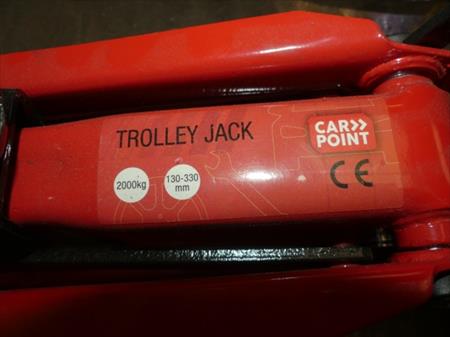 TROLLEY JACK
CAR>>
POINT
2000kg
130-330
mm
CE